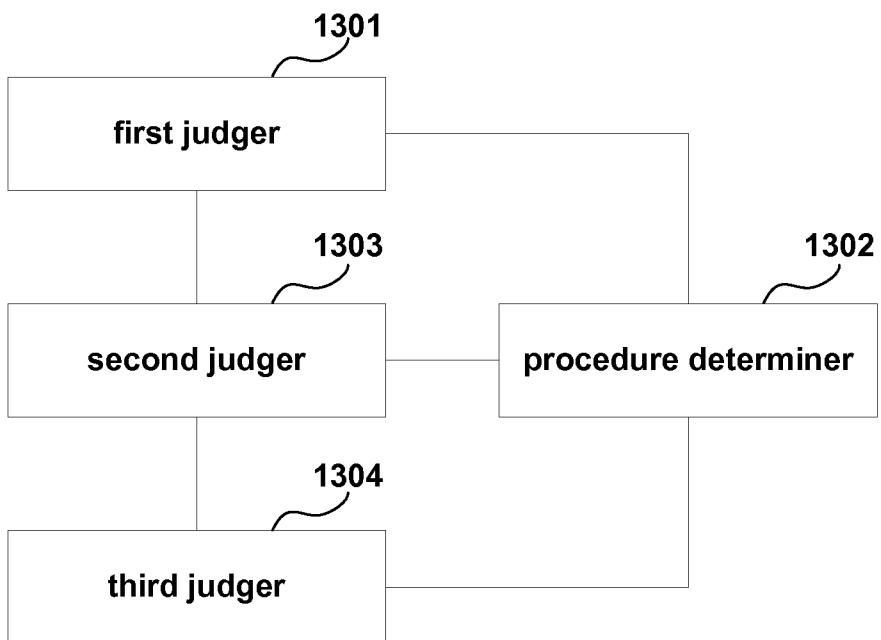 1301
first judger
1303
1302
second judger
procedure determiner
1304
third judger